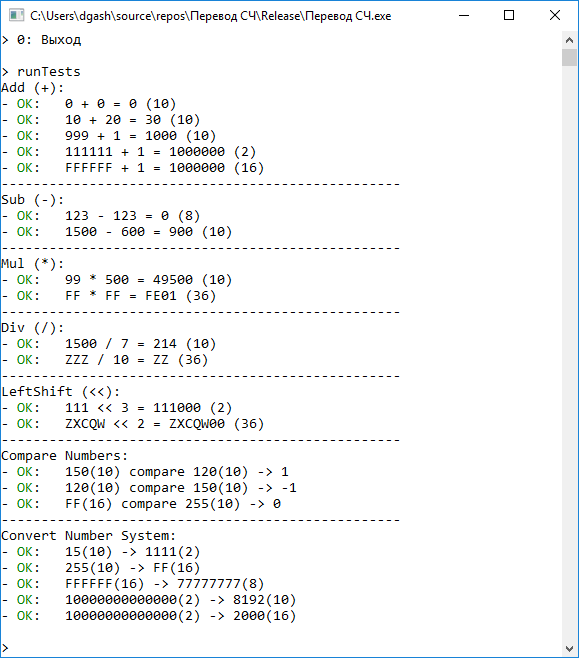 C:\Users\dgash\source\repos\Перевод СЧ\Release\Перевод СЧ.exe
> 0: Выход
> runTests
Add (+):
- OK:   0 + 0 = 0 (10)
- OK:   10 + 20 = 30 (10)
- OK:   999 + 1 = 1000 (10)
- OK:   111111 + 1 = 1000000 (2)
- OK:   FFFFFF + 1 = 1000000 (16)
--------------------------------------------------
Sub (-):
- OK:   123 - 123 = 0 (8)
- OK:   1500 - 600 = 900 (10)
--------------------------------------------------
Mul (*):
- OK:   99 * 500 = 49500 (10)
- OK:   FF * FF = FE01 (36)
--------------------------------------------------
Div (/):
- OK:   1500 / 7 = 214 (10)
- OK:   ZZZ / 10 = ZZ (36)
--------------------------------------------------
LeftShift (<<):
- OK:   111 << 3 = 111000 (2)
- OK:   ZXCQW << 2 = ZXCQW00 (36)
--------------------------------------------------
Compare Numbers:
- OK:   150(10) compare 120(10) -> 1
- OK:   120(10) compare 150(10) -> -1
- OK:   FF(16) compare 255(10) -> 0
--------------------------------------------------
Convert Number System:
- OK:   15(10) -> 1111(2)
- OK:   255(10) -> FF(16)
- OK:   FFFFFF(16) -> 77777777(8)
- OK:   10000000000000(2) -> 8192(10)
- OK:   10000000000000(2) -> 2000(16)
>